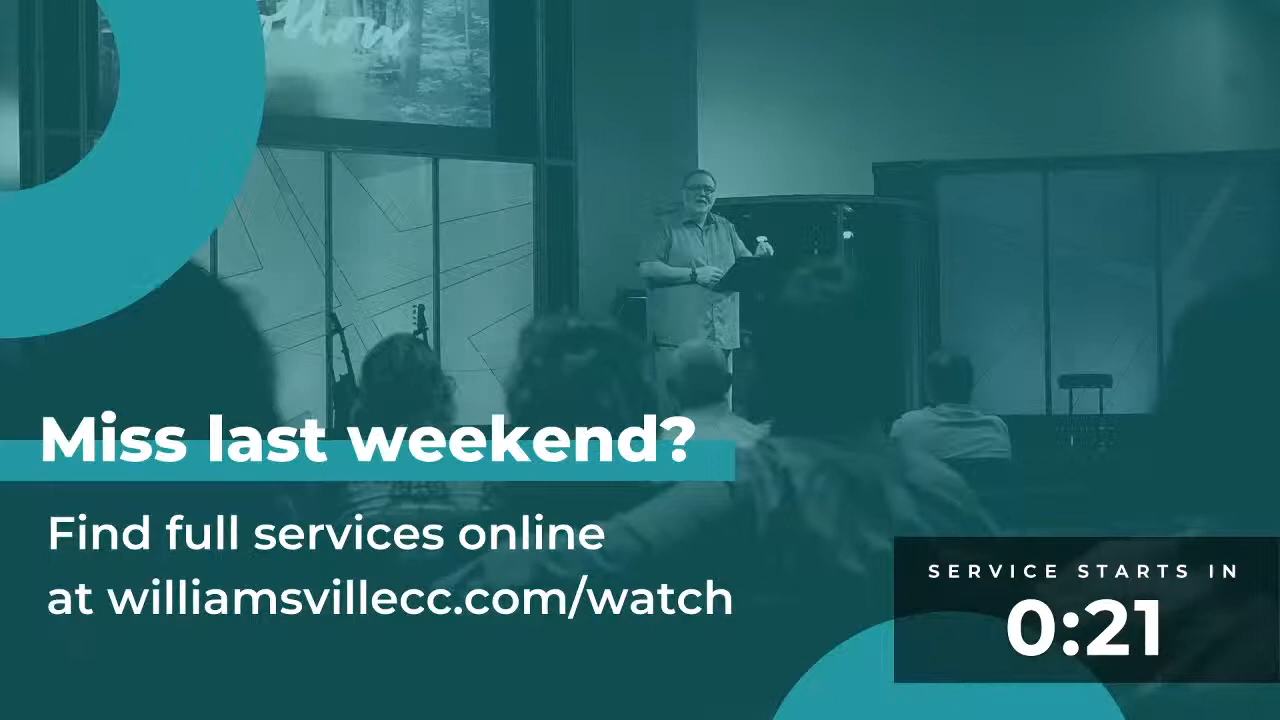 Miss last weekend?
Find full services online
at williamsvillecc.com/watch
SERVICE STARTS IN
0:21